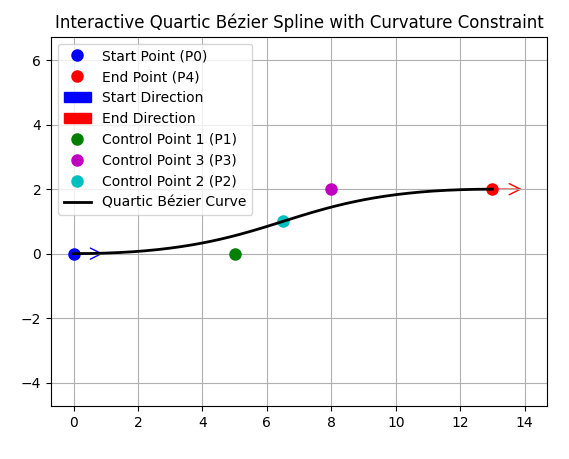 Interactive Quartic Bézier Spline with Curvature Constraint
Start Point (P0)
End Point (P4)
Start Direction
End Direction
Control Point 1 (P1)
Control Point 3 (P3)
Control Point 2 (P2)
Quartic Bézier Curve
6
4
2
0
−2
−4
0 2 4 6 8 10 12 14